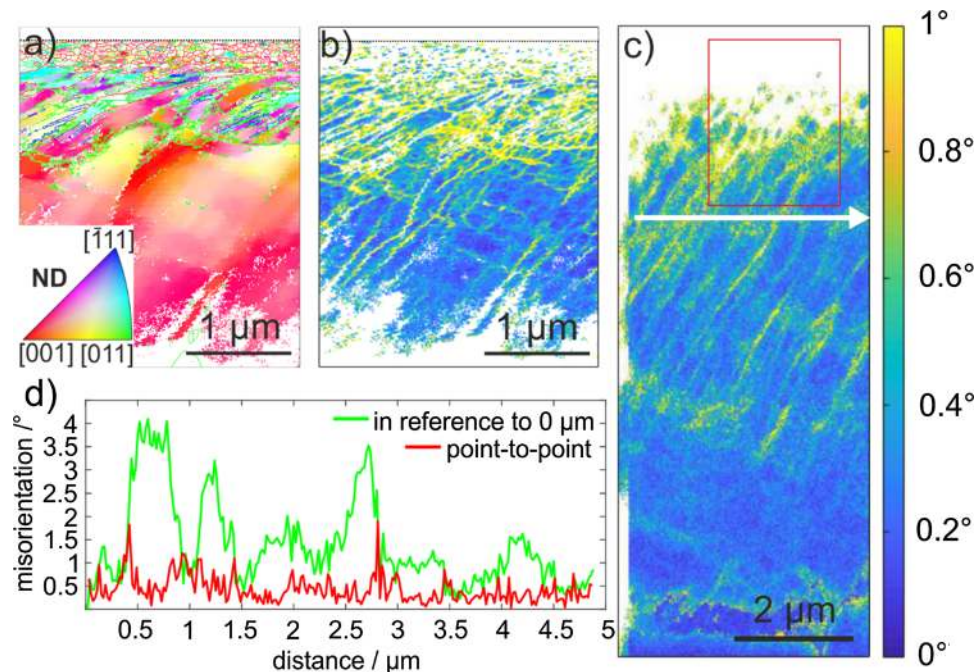 a)
b)
c)
1°
0.8°
0.6°
0.4°
0.2°
0°
[1̅11]
ND
[001] [011]
1 μm
1 μm
2 μm
d)
misorientation /°
4
3.5
3
2.5
2
1.5
1
0.5
in reference to 0 μm
point-to-point
0.5 1 1.5 2 2.5 3 3.5 4 4.5 5
distance / μm